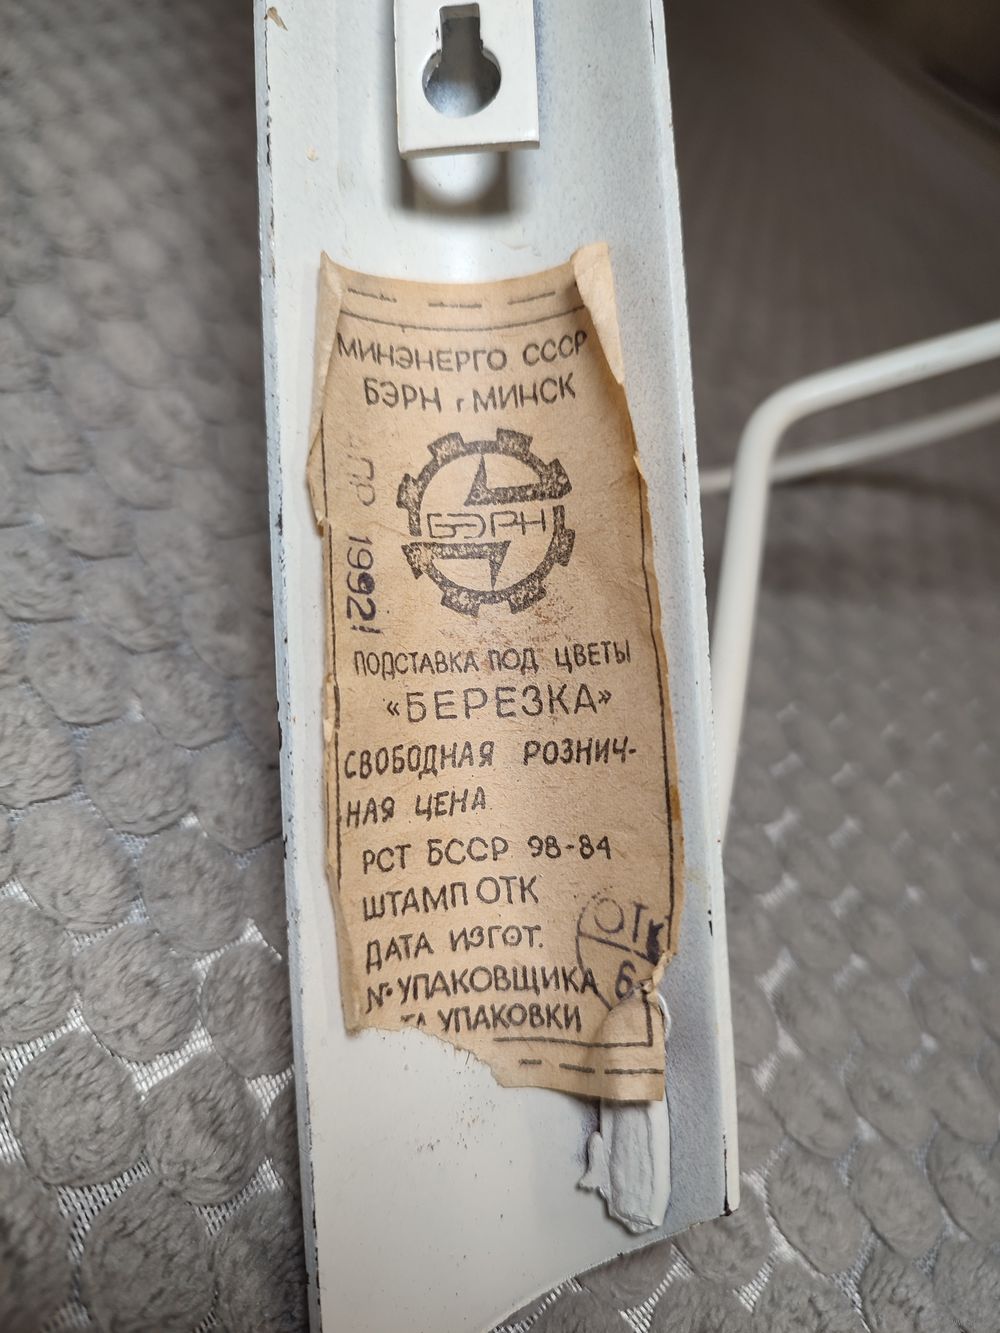 МИНЭНЕРГО СССР
БЭРН г МИНСК
БЭРН
АПР 1992!
ПОДСТАВКА ПОД ЦВЕТЫ
«БЕРЕЗКА»
СВОБОДНАЯ РОЗНИЧ-
НАЯ ЦЕНА
РСТ БССР 98-84
ШТАМП ОТК
ДАТА ИЗГОТ.
№ УПАКОВЩИКА
УПАКОВКИ
ОТК
6